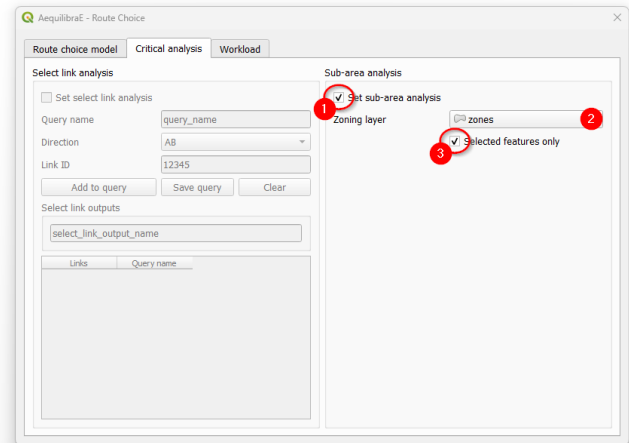 AequilibraE - Route Choice
Route choice model
Critical analysis
Workload
Select link analysis
Set select link analysis
Query name
query_name
Direction
AB
Link ID
12345
Add to query
Save query
Clear
Select link outputs
select_link_output_name
Links
Query name
Sub-area analysis
1
Set sub-area analysis
Zoning layer
zones
2
Selected features only
3